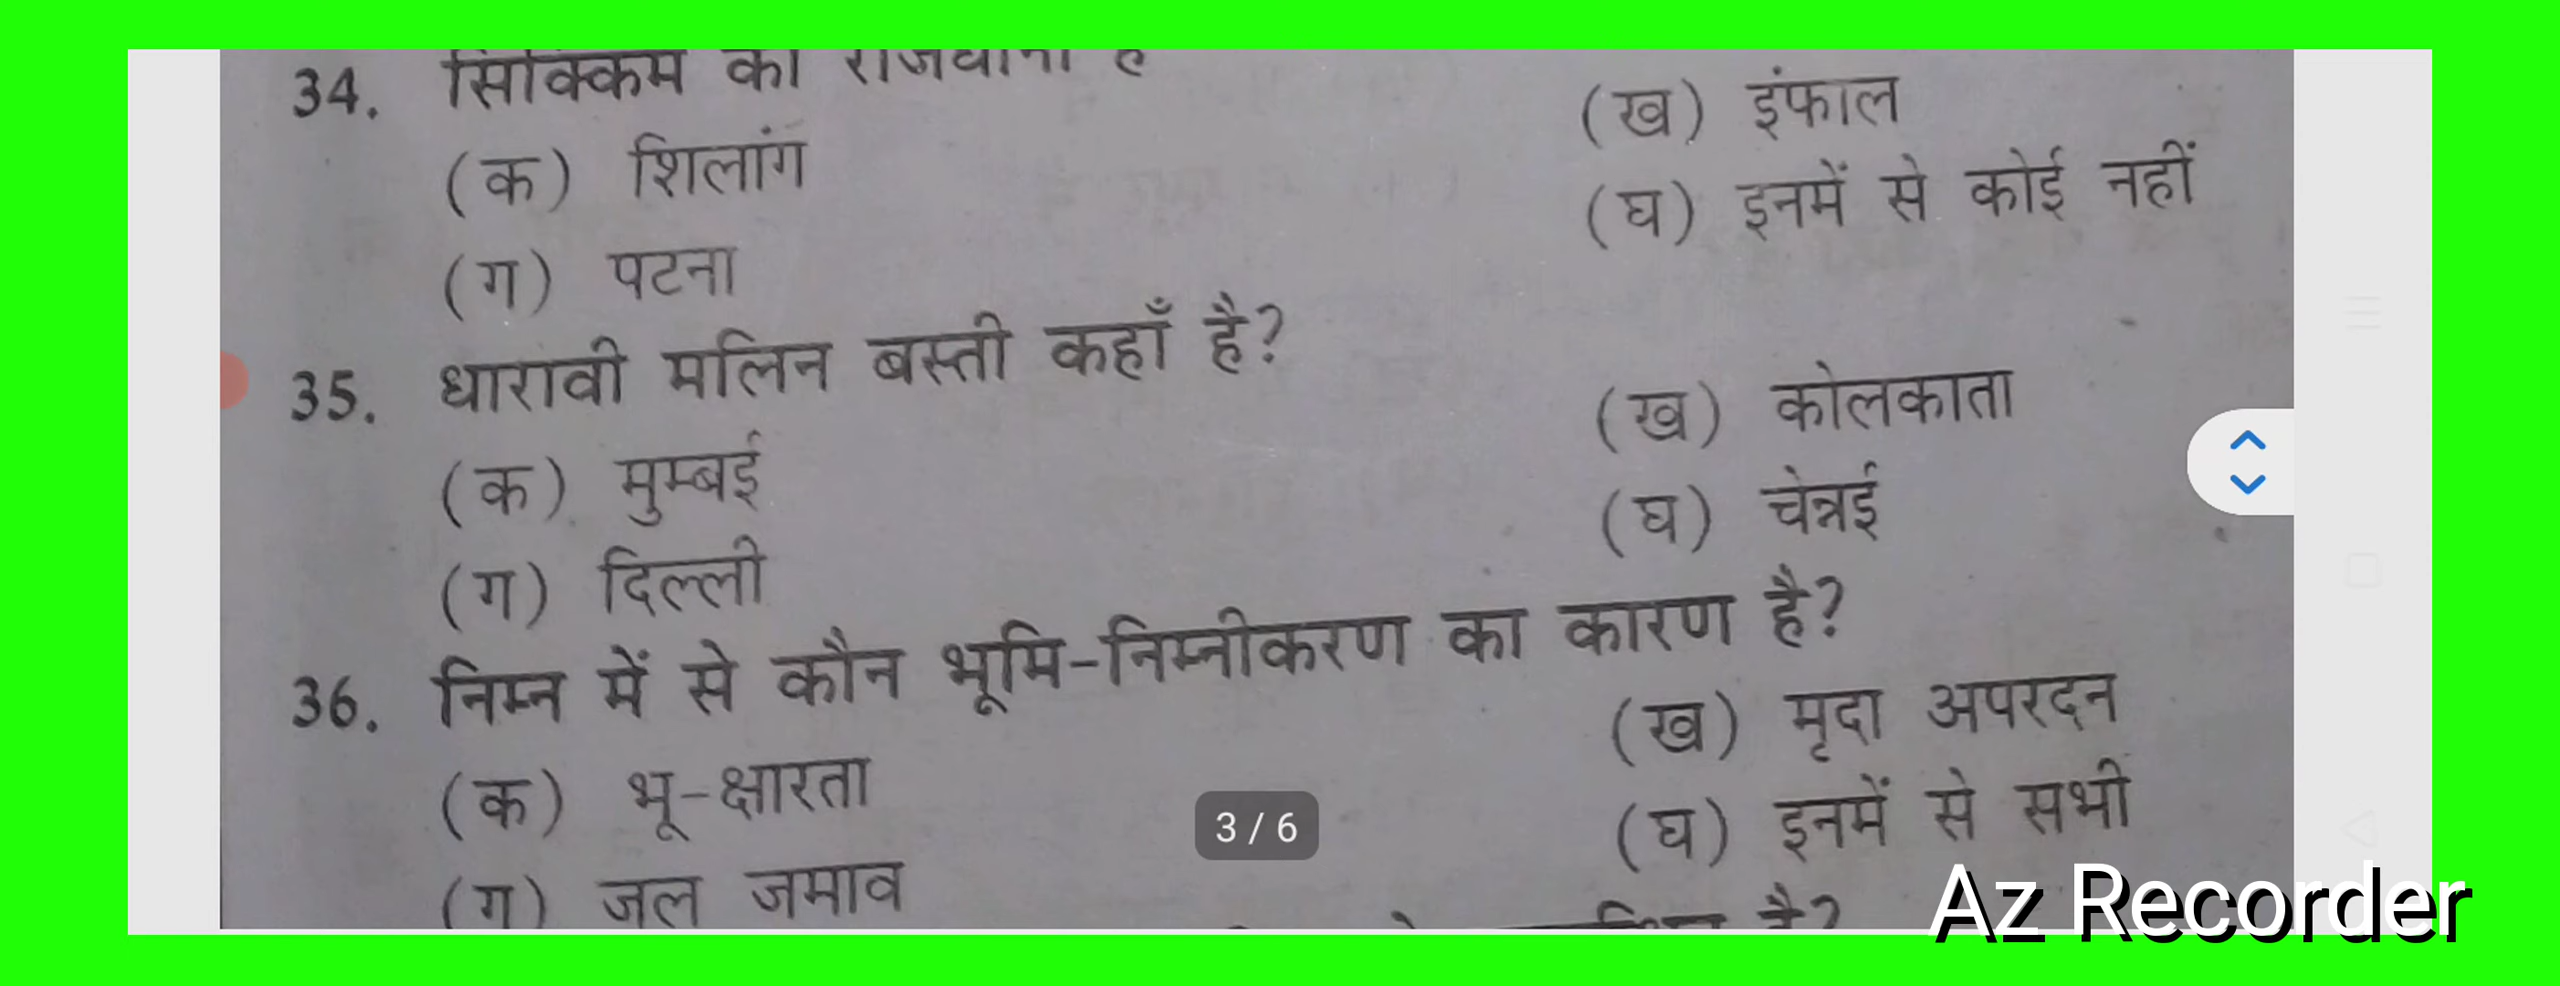 34. सिक्किम की राजधानी है
(क) शिलांग (ख) इंफाल
(ग) पटना (घ) इनमें से कोई नहीं
35. धारावी मलिन बस्ती कहाँ है?
(क) मुम्बई (ख) कोलकाता
(ग) दिल्ली (घ) चेन्नई
36. निम्न में से कौन भूमि-निम्नीकरण का कारण है?
(क) भू-क्षारता (ख) मृदा अपरदन
(ग) जल जमाव (घ) इनमें से सभी
है?
3 / 6
Az Recorder